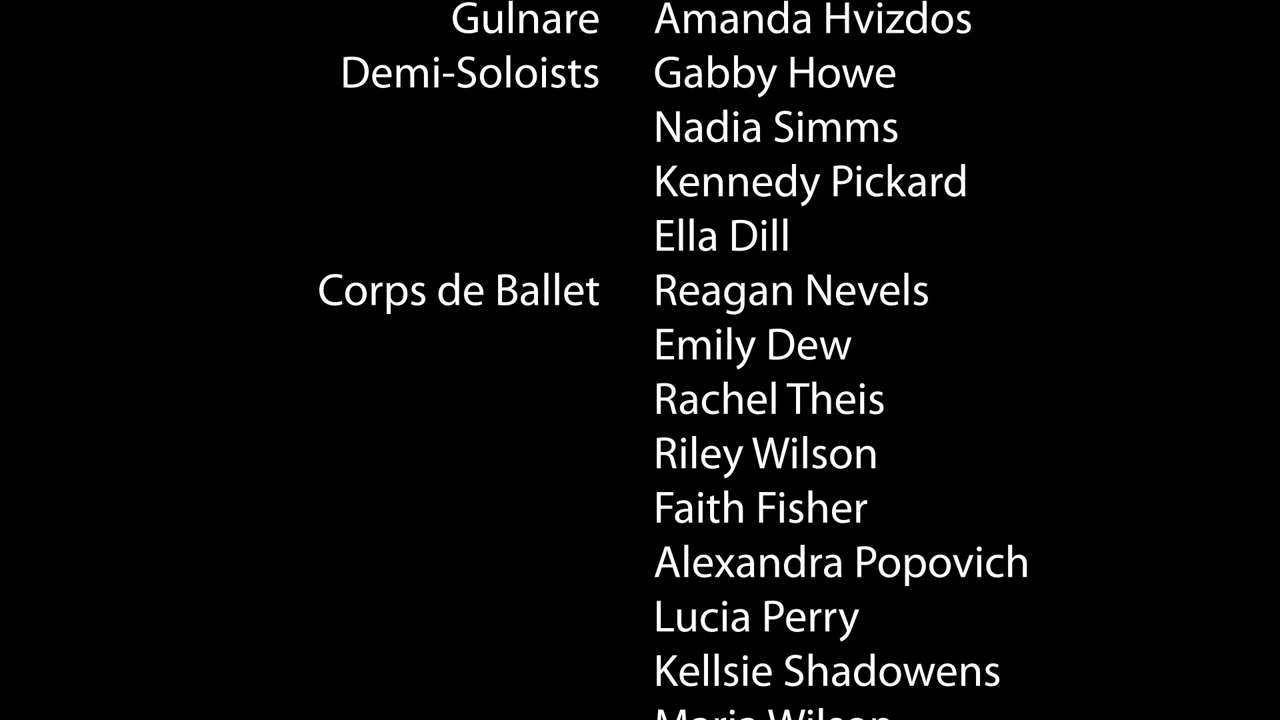 Gulnare Amanda Hvizdos
Demi-Soloists Gabby Howe
Nadia Simms
Kennedy Pickard
Ella Dill
Corps de Ballet Reagan Nevels
Emily Dew
Rachel Theis
Riley Wilson
Faith Fisher
Alexandra Popovich
Lucia Perry
Kellsie Shadowens
Wilson